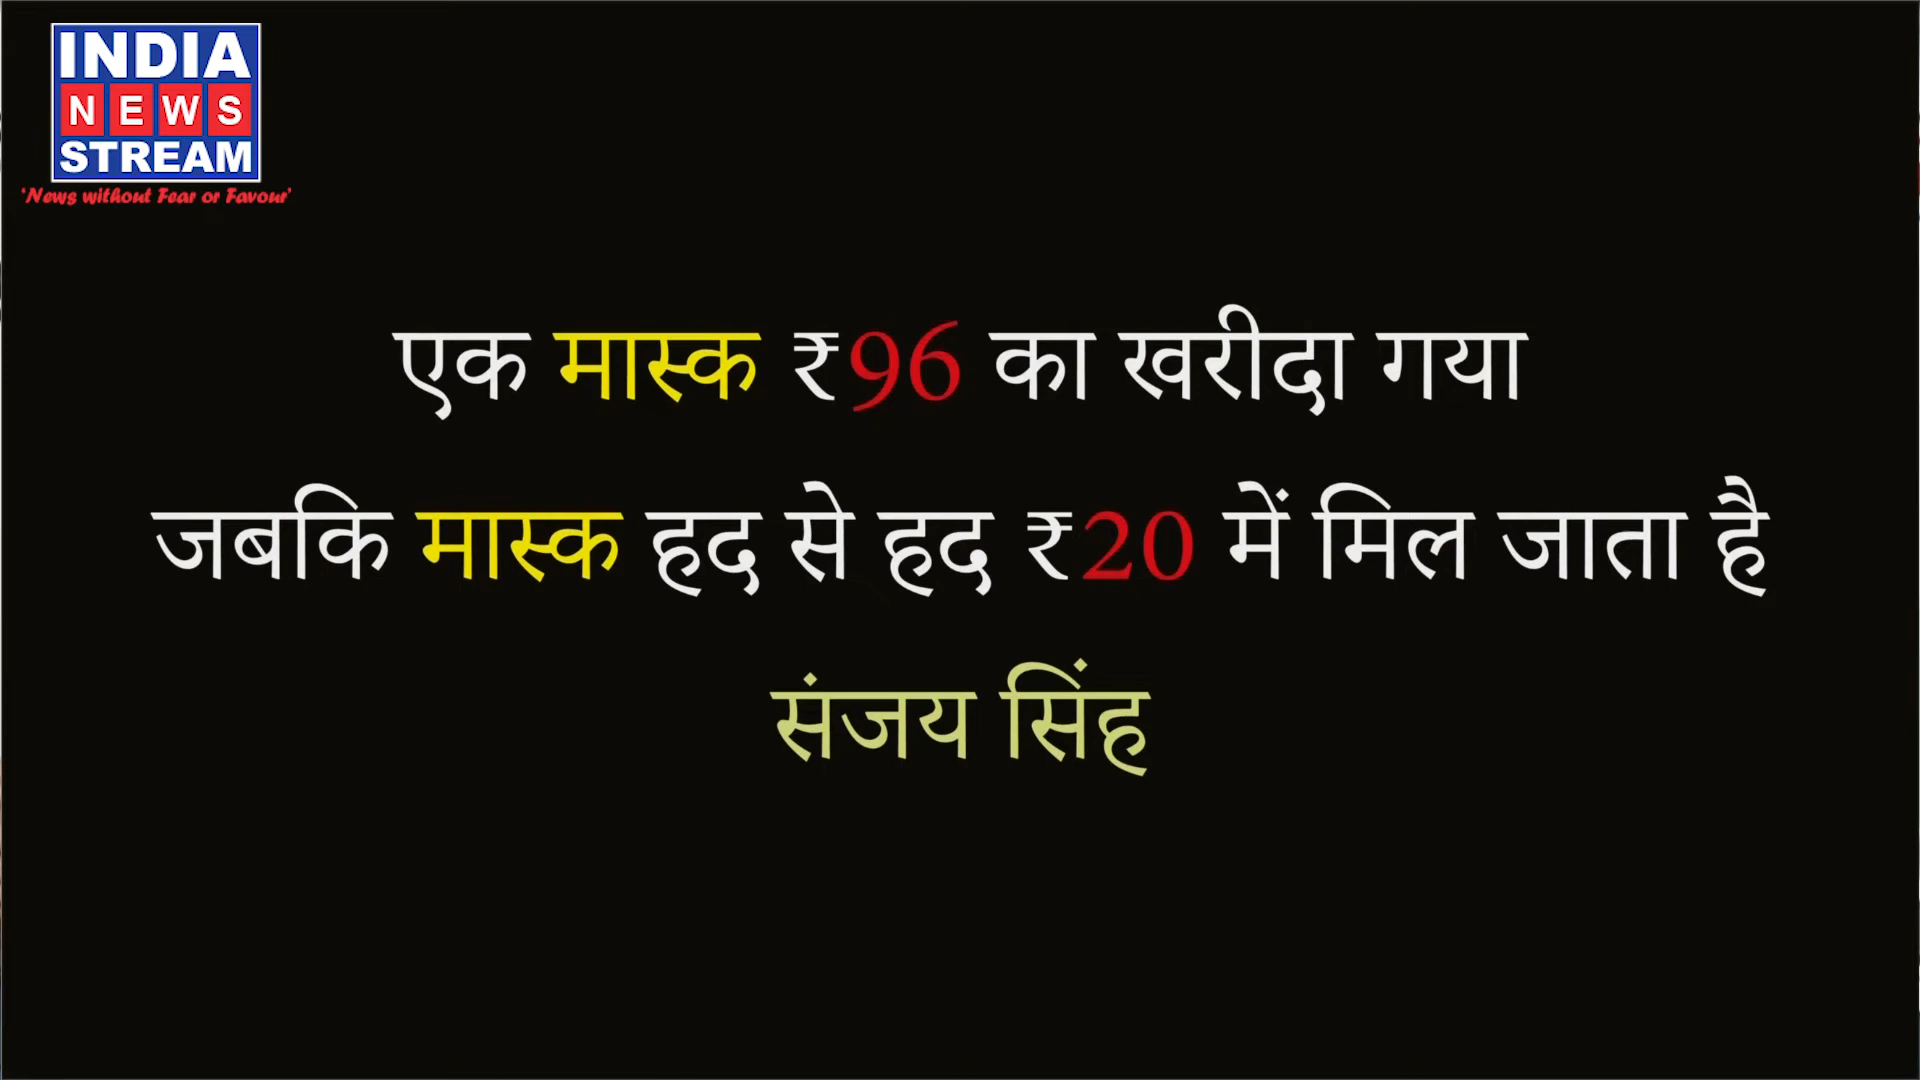 INDIA
NEWS
STREAM
'News without Fear or Favour'
एक मास्क ₹96 का खरीदा गया
जबकि मास्क हद से हद ₹20 में मिल जाता है
संजय सिंह